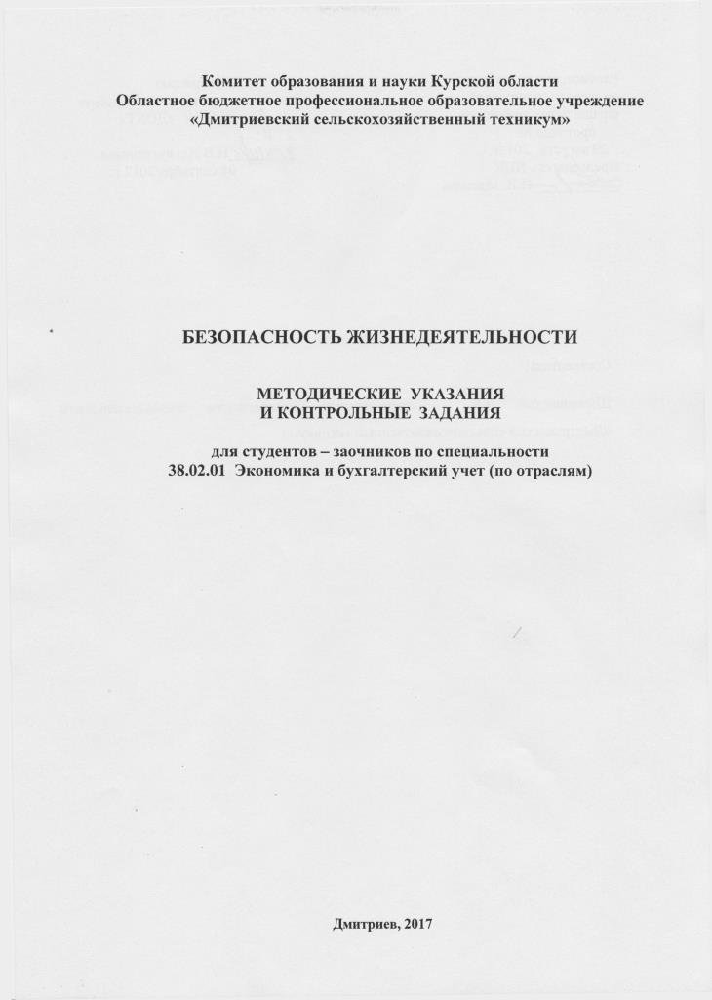 Комитет образования и науки Курской области
Областное бюджетное профессиональное образовательное учреждение
«Дмитриевский сельскохозяйственный техникум»
БЕЗОПАСНОСТЬ ЖИЗНЕДЕЯТЕЛЬНОСТИ
МЕТОДИЧЕСКИЕ УКАЗАНИЯ
И КОНТРОЛЬНЫЕ ЗАДАНИЯ
для студентов – заочников по специальности
38.02.01 Экономика и бухгалтерский учет (по отраслям)
Дмитриев, 2017